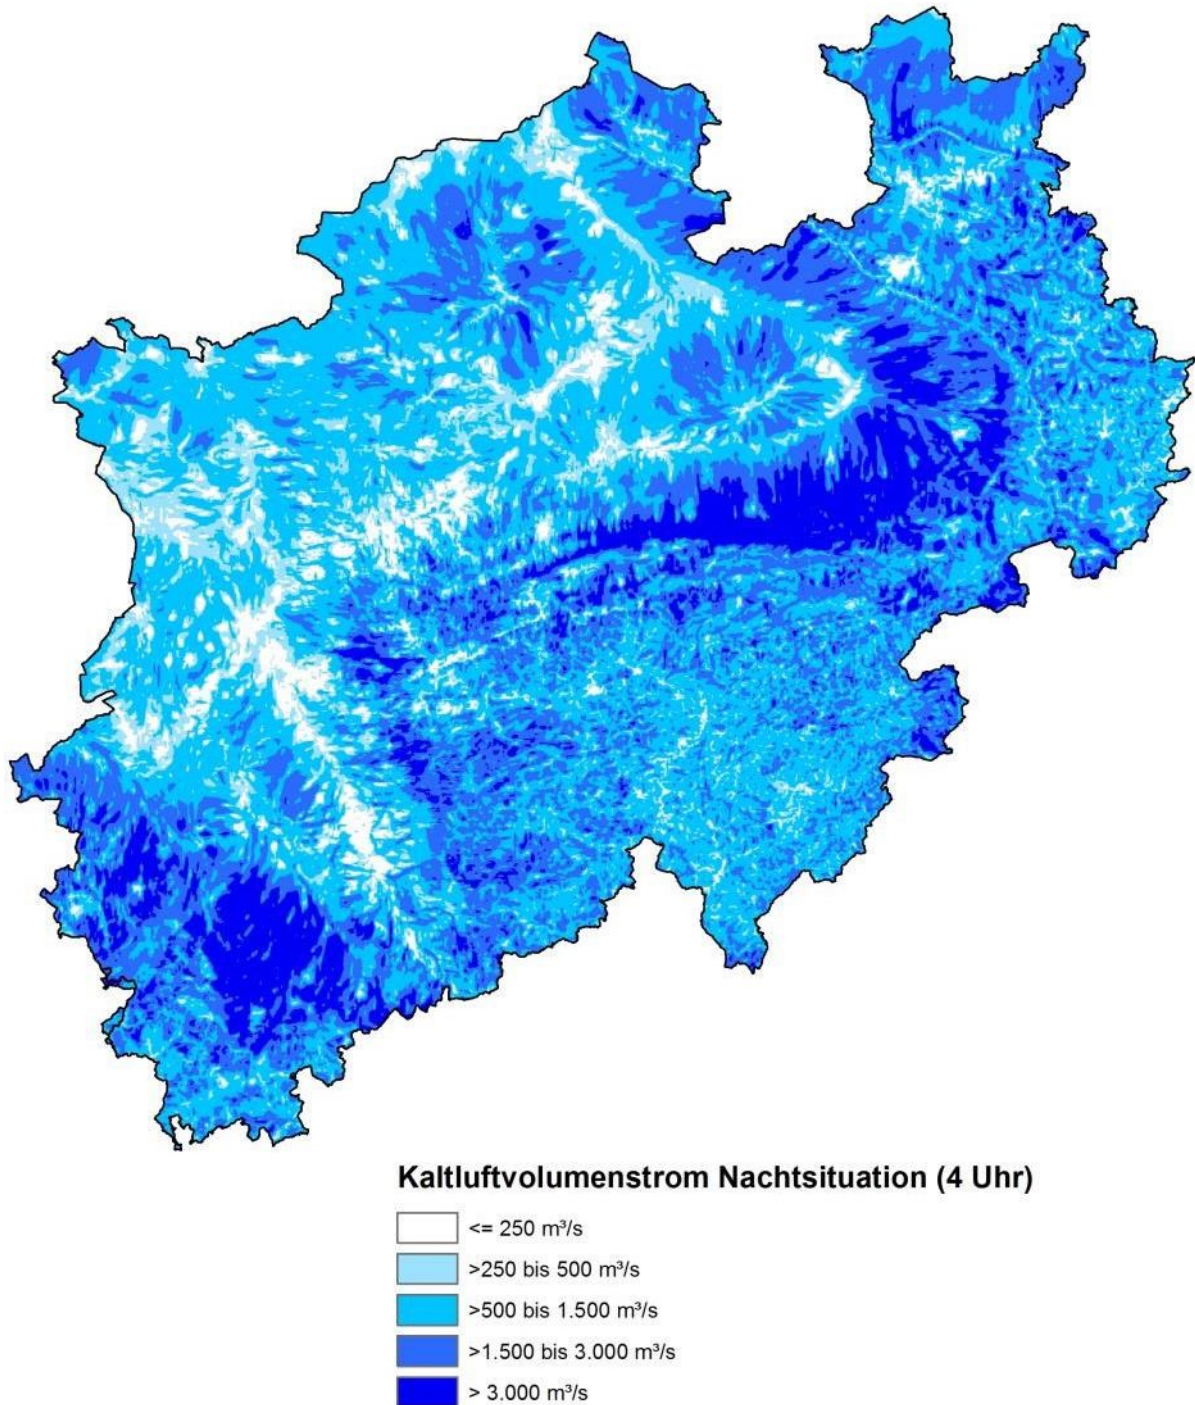 Kaltluftvolumenstrom Nachtsituation (4 Uhr)
<= 250 m³/s
>250 bis 500 m³/s
>500 bis 1.500 m³/s
>1.500 bis 3.000 m³/s
> 3.000 m³/s